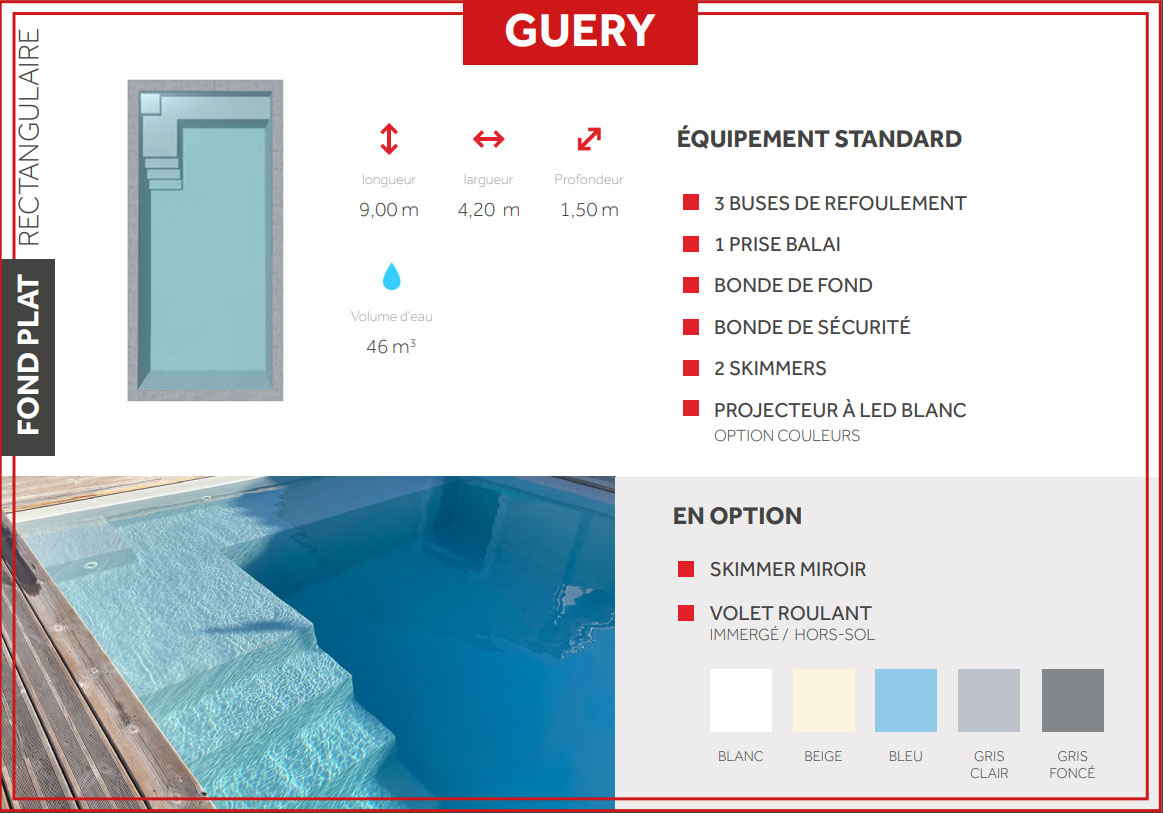 GUERY
RECTANGULAIRE
FOND PLAT
longueur
9,00 m
largueur
4,20 m
Profondeur
1,50 m
Volume d'eau
46 m³
ÉQUIPEMENT STANDARD
3 BUSES DE REFOULEMENT
1 PRISE BALAI
BONDE DE FOND
BONDE DE SÉCURITÉ
2 SKIMMERS
PROJECTEUR À LED BLANC
OPTION COULEURS
EN OPTION
SKIMMER MIROIR
VOLET ROULANT
IMMERGÉ / HORS-SOL
BLANC
BEIGE
BLEU
GRIS
CLAIR
GRIS
FONCÉ